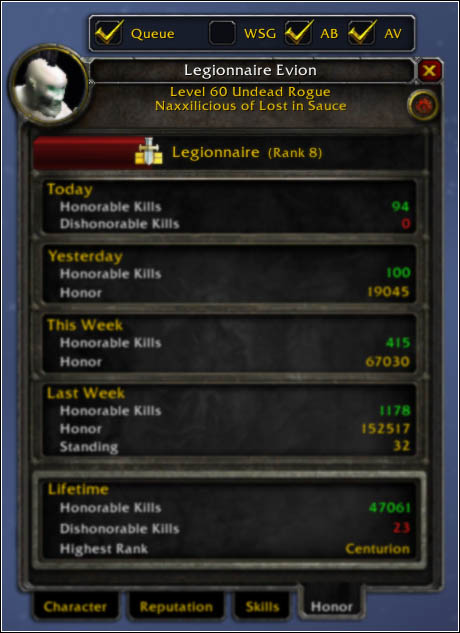 Queue WSG AB AV
Legionnaire Evion
Level 60 Undead Rogue
Naxxilicious of Lost in Sauce
Legionnaire (Rank 8)
Today
Honorable Kills 94
Dishonorable Kills 0
Yesterday
Honorable Kills 100
Honor 19045
This Week
Honorable Kills 415
Honor 67030
Last Week
Honorable Kills 1178
Honor 152517
Standing 32
Lifetime
Honorable Kills 47061
Dishonorable Kills 23
Highest Rank Centurion
Character Reputation Skills Honor